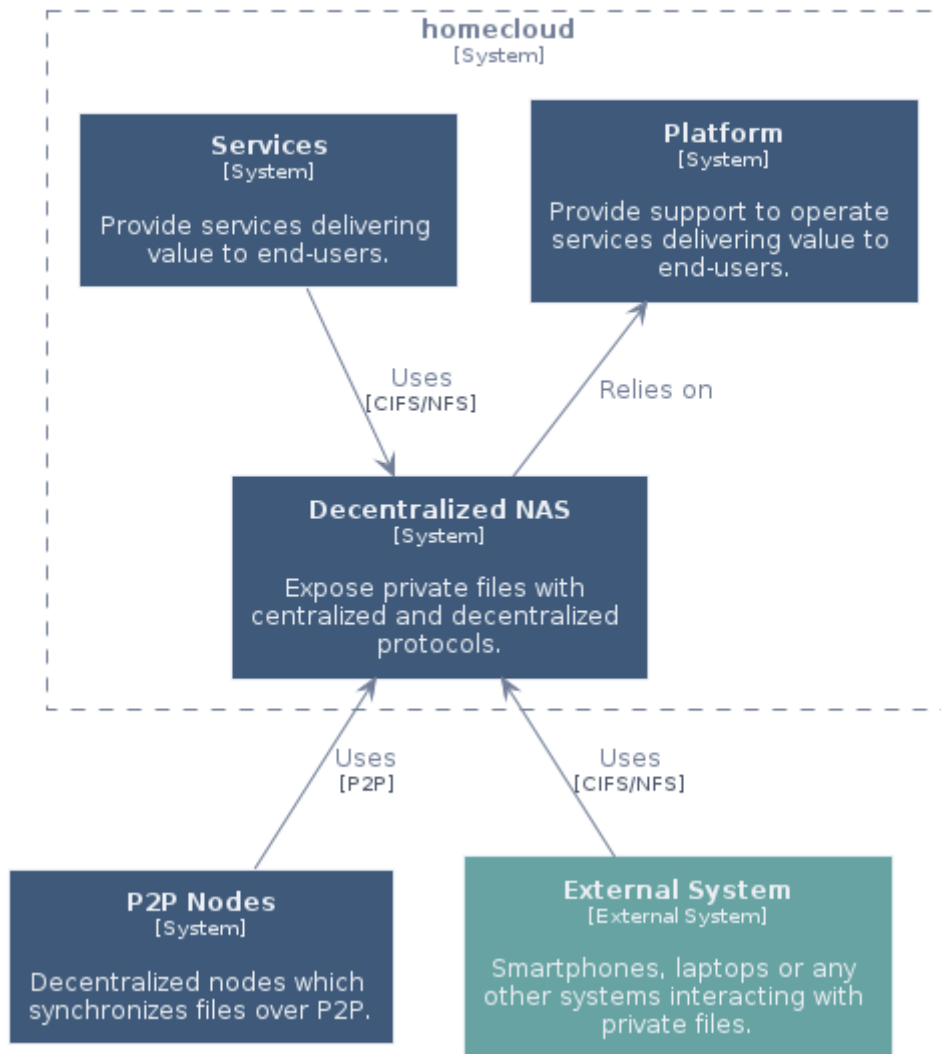 homecloud
[System]
Services
[System]
Provide services delivering
value to end-users.
Platform
[System]
Provide support to operate
services delivering value to
end-users.
Uses
[CIFS/NFS]
Relies on
Decentralized NAS
[System]
Expose private files with
centralized and decentralized
protocols.
Uses
[P2P]
Uses
[CIFS/NFS]
P2P Nodes
[System]
Decentralized nodes which
synchronizes files over P2P.
External System
[External System]
Smartphones, laptops or any
other systems interacting with
private files.